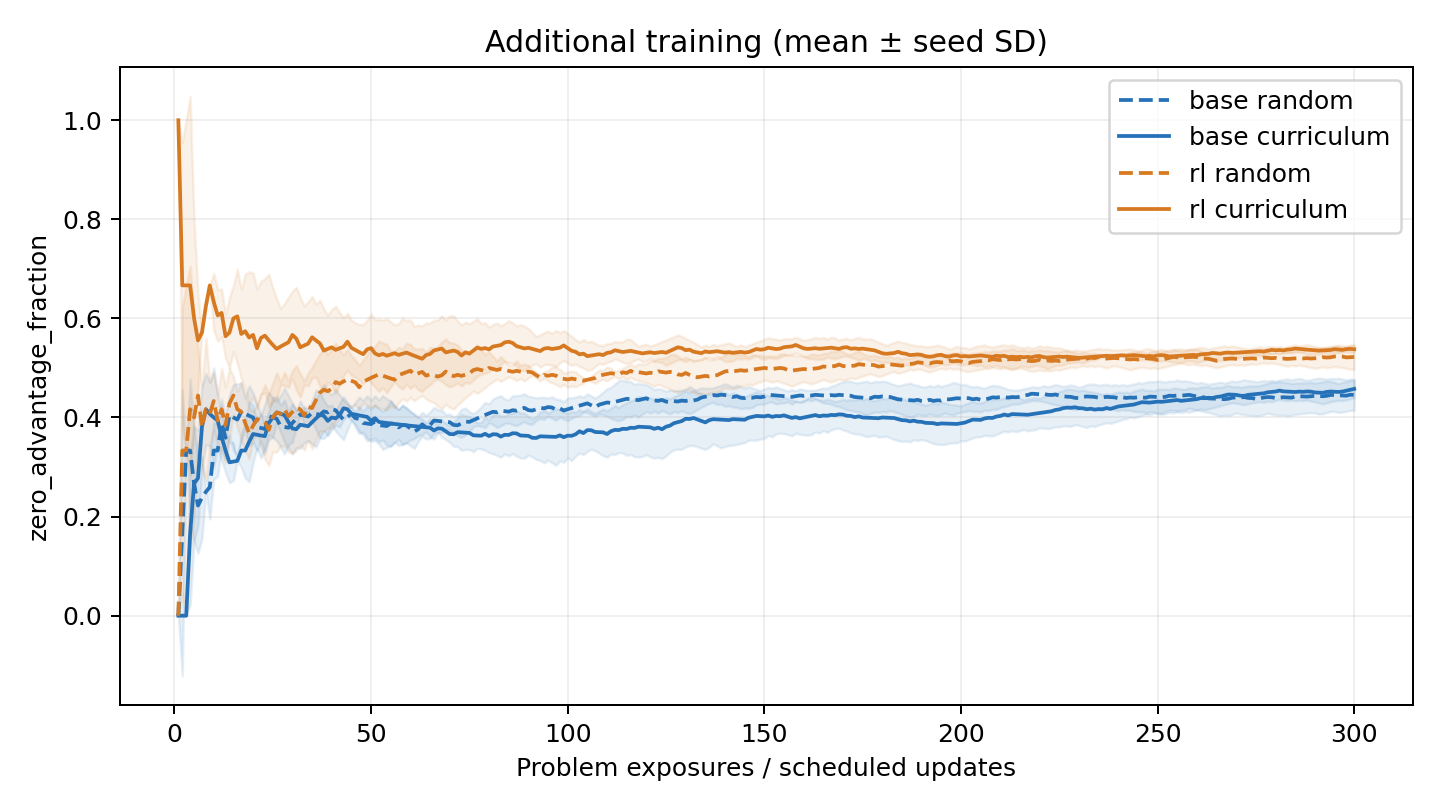 Additional training (mean ± seed SD)
base random
base curriculum
rl random
rl curriculum
zero_advantage_fraction
1.0
0.8
0.6
0.4
0.2
0.0
0
50
100
150
200
250
300
Problem exposures / scheduled updates